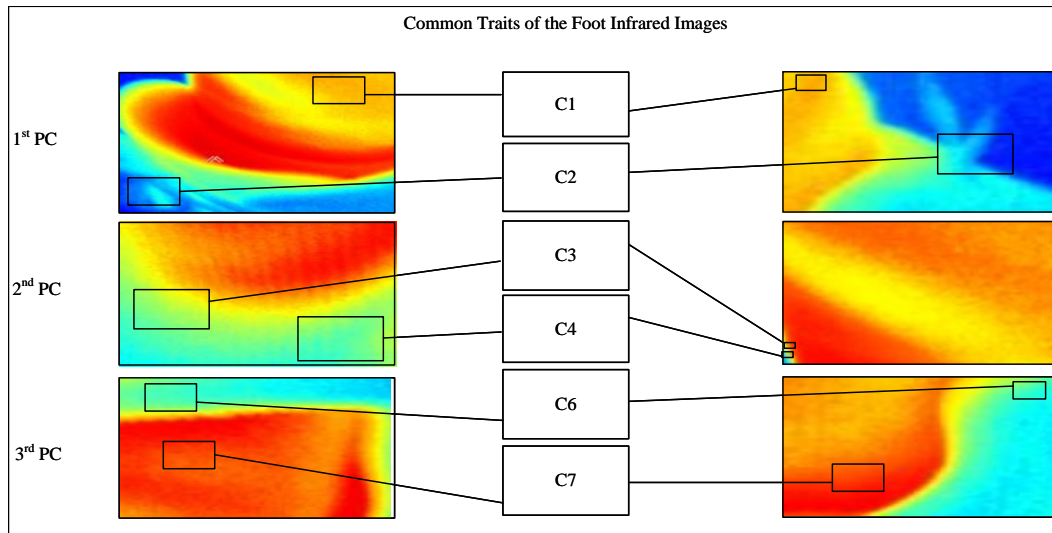 Common Traits of the Foot Infrared Images
1st PC
C1
C2
2nd PC
C3
C4
3rd PC
C6
C7